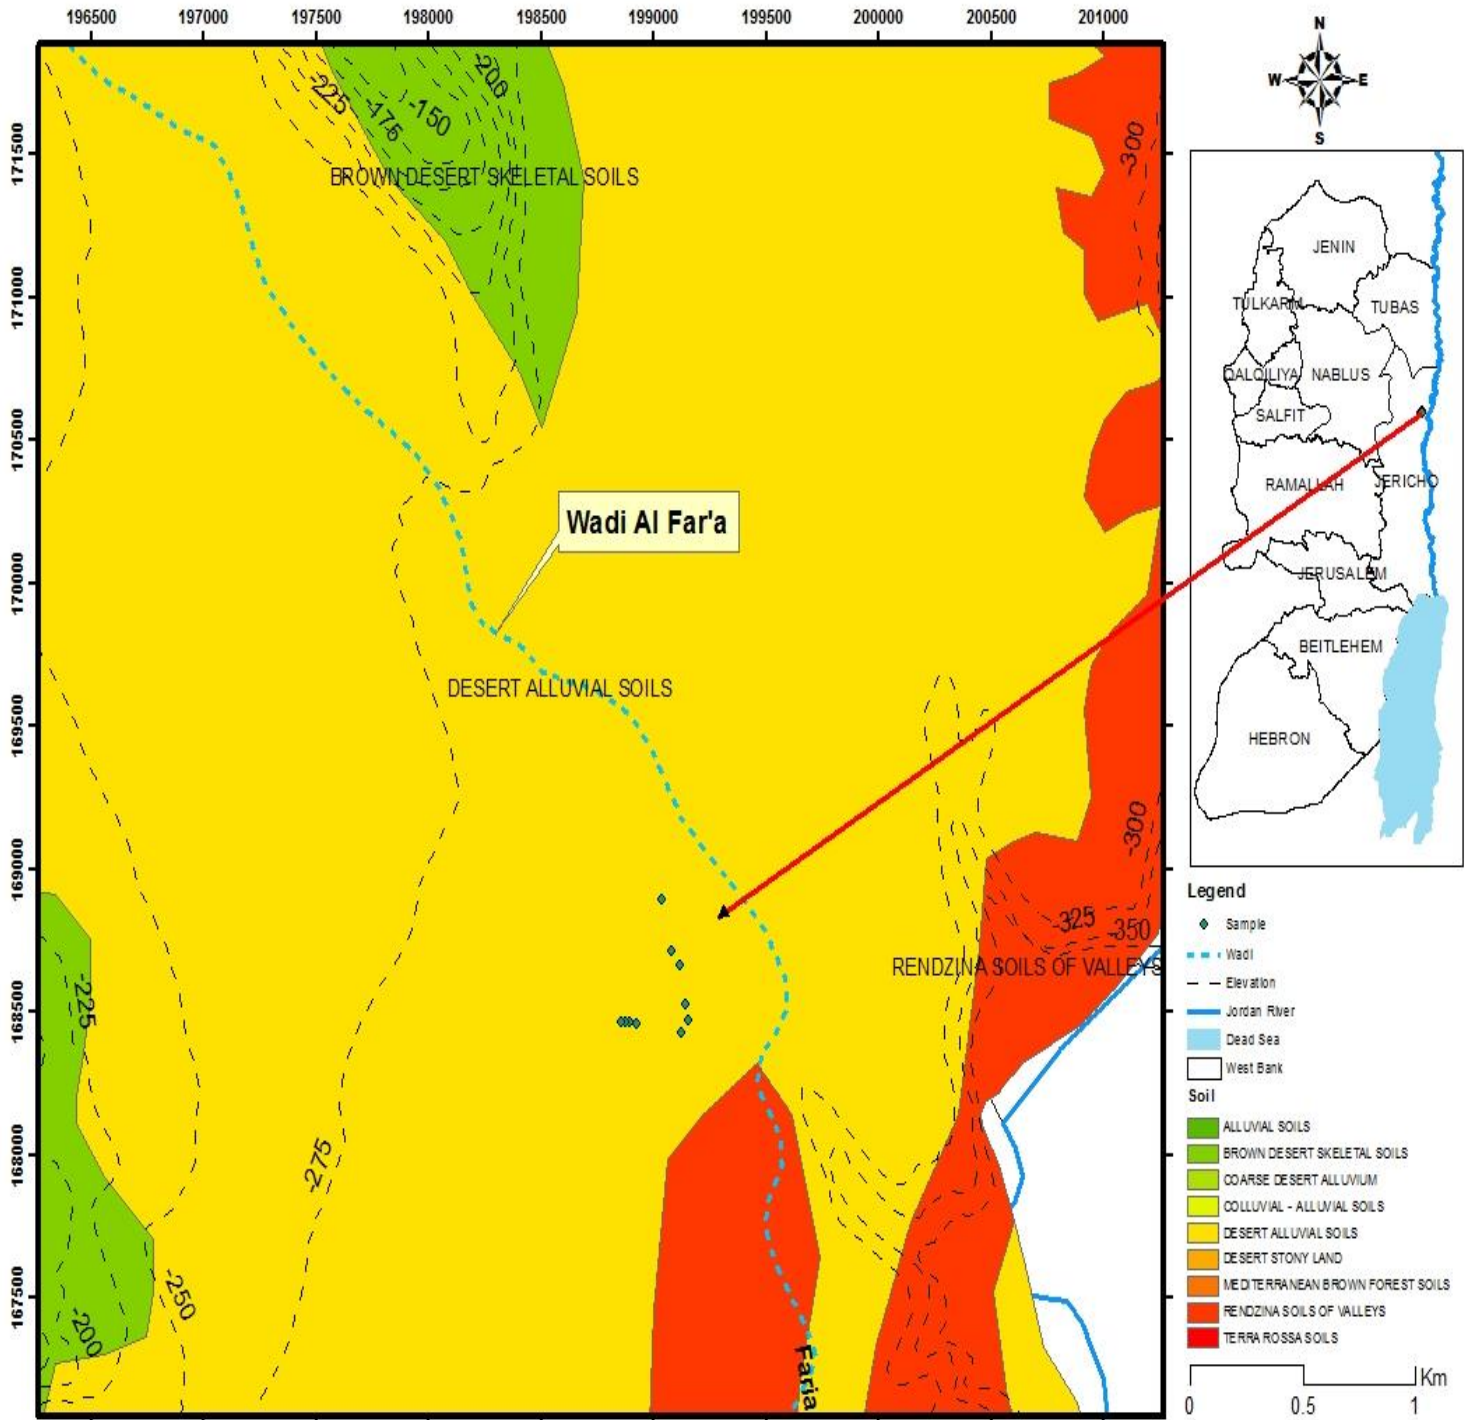 196500 197000 197500 198000 198500 199000 199500 200000 200500 201000
171500
171000
170500
170000
169500
169000
168500
168000
167500
-225
-175
-150
-200
BROWN DESERT SKELETAL SOILS
-300
Wadi Al Far'a
DESERT ALLUVIAL SOILS
-300
-325
-350
RENDZINA SOILS OF VALLEYS
-225
-275
-250
-200
Faria
N
W E
S
JENIN
TULKARM
TUBAS
QALQILIYA
NABLUS
SALFIT
RAMALLAH
JERICHO
JERUSALEM
BEITLEHEM
HEBRON
Legend
Sample
Wadi
Elevation
Jordan River
Dead Sea
West Bank
Soil
ALLUVIAL SOILS
BROWN DESERT SKELETAL SOILS
COARSE DESERT ALLUVIUM
COLLUVIAL - ALLUVIAL SOILS
DESERT ALLUVIAL SOILS
DESERT STONY LAND
MEDITERRANEAN BROWN FOREST SOILS
RENDZINA SOILS OF VALLEYS
TERRA ROSSA SOILS
Km
0 0.5 1